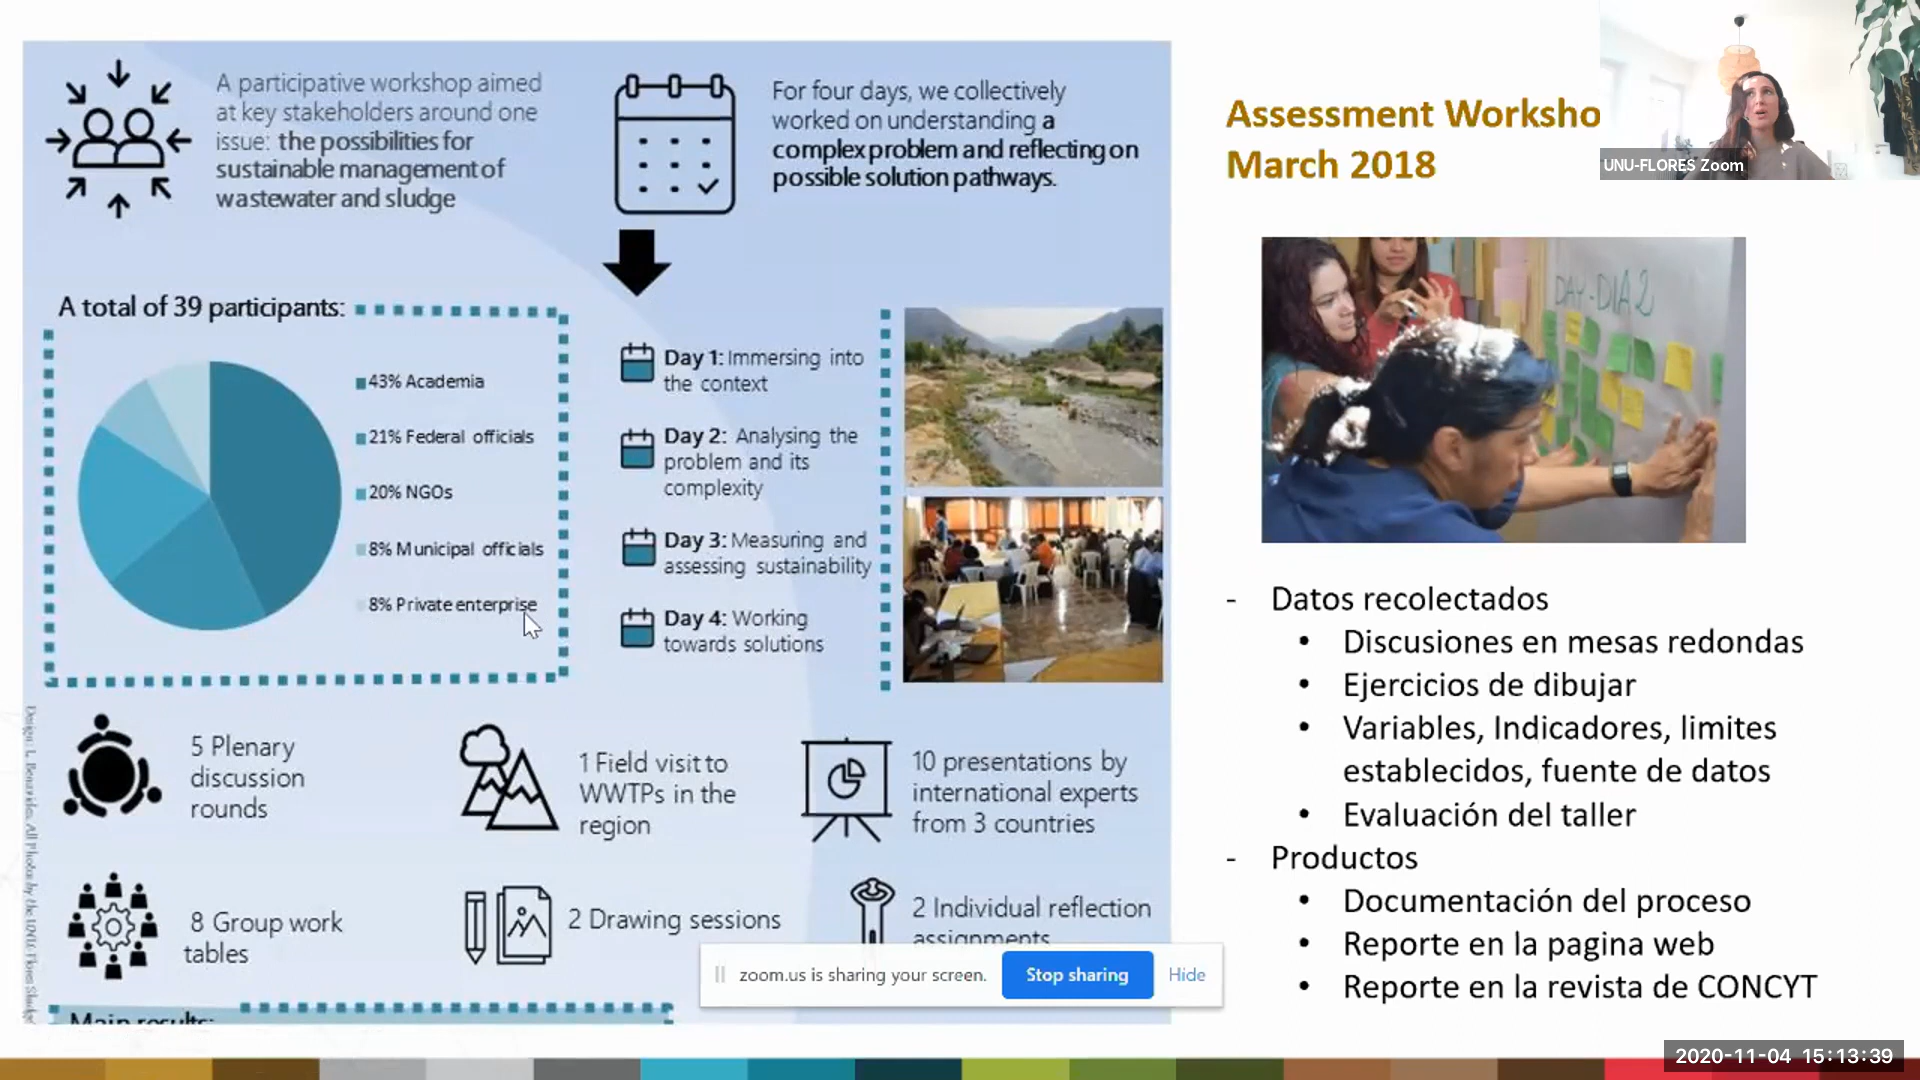 A participative workshop aimed
at key stakeholders around one
issue: the possibilities for
sustainable management of
wastewater and sludge
For four days, we collectively
worked on understanding a
complex problem and reflecting on
possible solution pathways.
A total of 39 participants:
43% Academia
21% Federal officials
20% NGOs
8% Municipal officials
8% Private enterprise
Day 1: Immersing into
the context
Day 2: Analysing the
problem and its
complexity
Day 3: Measuring and
assessing sustainability
Day 4: Working
towards solutions
5 Plenary
discussion
rounds
1 Field visit to
WWTPs in the
region
10 presentations by
international experts
from 3 countries
8 Group work
tables
2 Drawing sessions
2 Individual reflection
assignments
Main results:
zoom.us is sharing your screen.
Stop sharing
Hide
Assessment Worksho
March 2018
UNU-FLORES Zoom
DAY-DIA 2
- Datos recolectados
• Discusiones en mesas redondas
• Ejercicios de dibujar
• Variables, Indicadores, limites
establecidos, fuente de datos
• Evaluación del taller
- Productos
• Documentación del proceso
• Reporte en la pagina web
• Reporte en la revista de CONCYT
2020-11-04 15:13:39